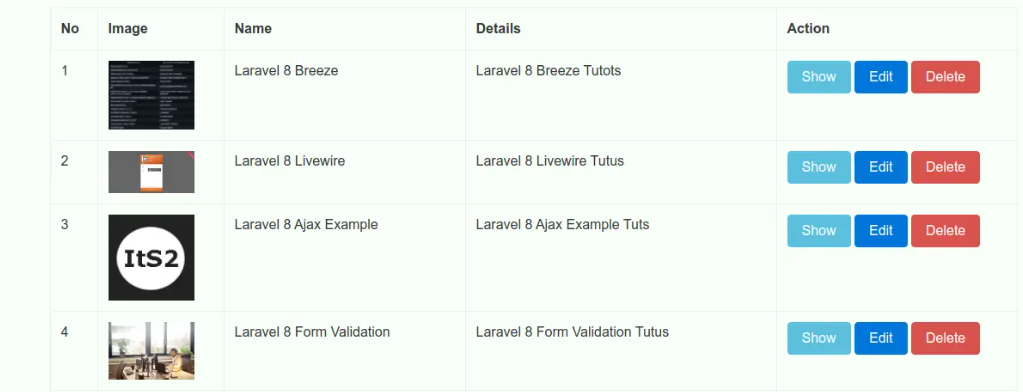 No Image Name Details Action
1 Laravel 8 Breeze Laravel 8 Breeze Tutots Show Edit Delete
2 Laravel 8 Livewire Laravel 8 Livewire Tutus Show Edit Delete
3 ItS2 Laravel 8 Ajax Example Laravel 8 Ajax Example Tuts Show Edit Delete
4 Laravel 8 Form Validation Laravel 8 Form Validation Tutus Show Edit Delete